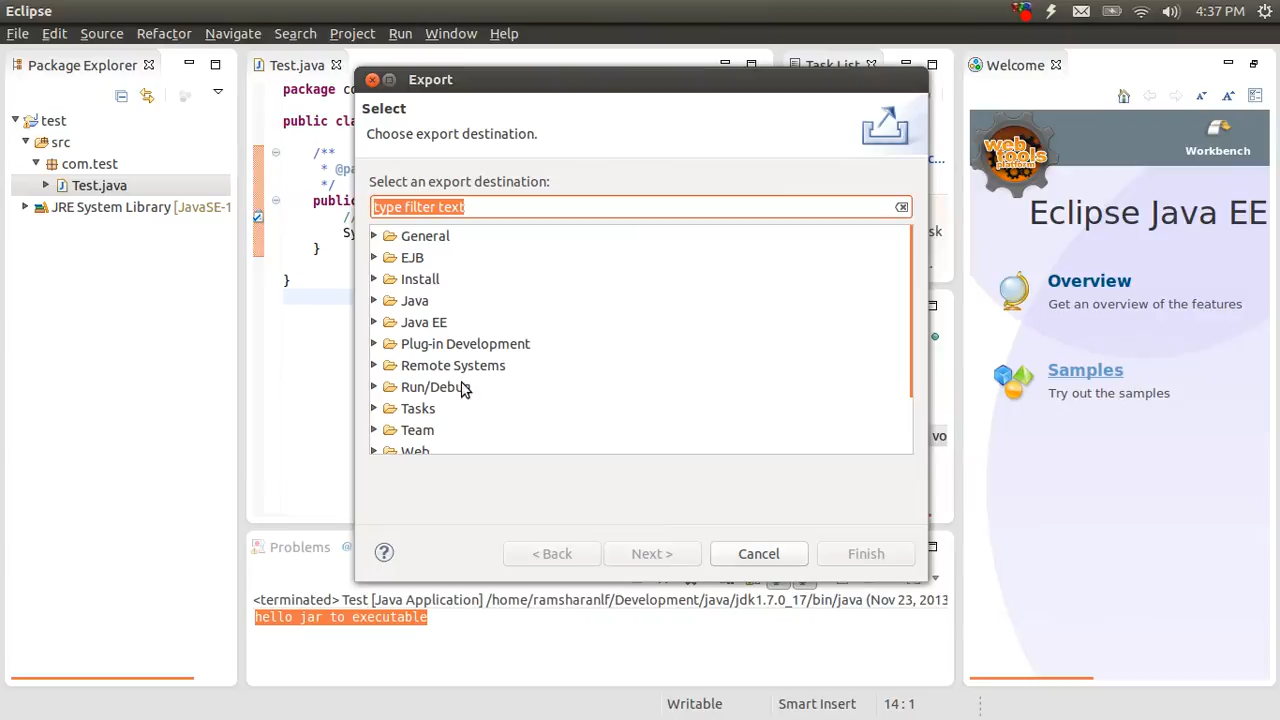 Eclipse
4:37 PM
File Edit Source Refactor Navigate Search Project Run Window Help
Package Explorer
test
src
com.test
Test.java
JRE System Library [JavaSE-1
Test.java
Task List
package co
public cla
/**
* @pa
*/
public
//
Sy
}
}
Export
Select
Choose export destination.
Select an export destination:
type filter text
General
EJB
Install
Java
Java EE
Plug-in Development
Remote Systems
Run/Debug
Tasks
Team
Web
< Back
Next >
Cancel
Finish
Welcome
Workbench
web tools platform
Eclipse Java EE
Overview
Get an overview of the features
Samples
Try out the samples
Problems
<terminated> Test [Java Application] /home/ramsharanlf/Development/java/jdk1.7.0_17/bin/java (Nov 23, 2013
hello jar to executable
Writable
Smart Insert
14 : 1